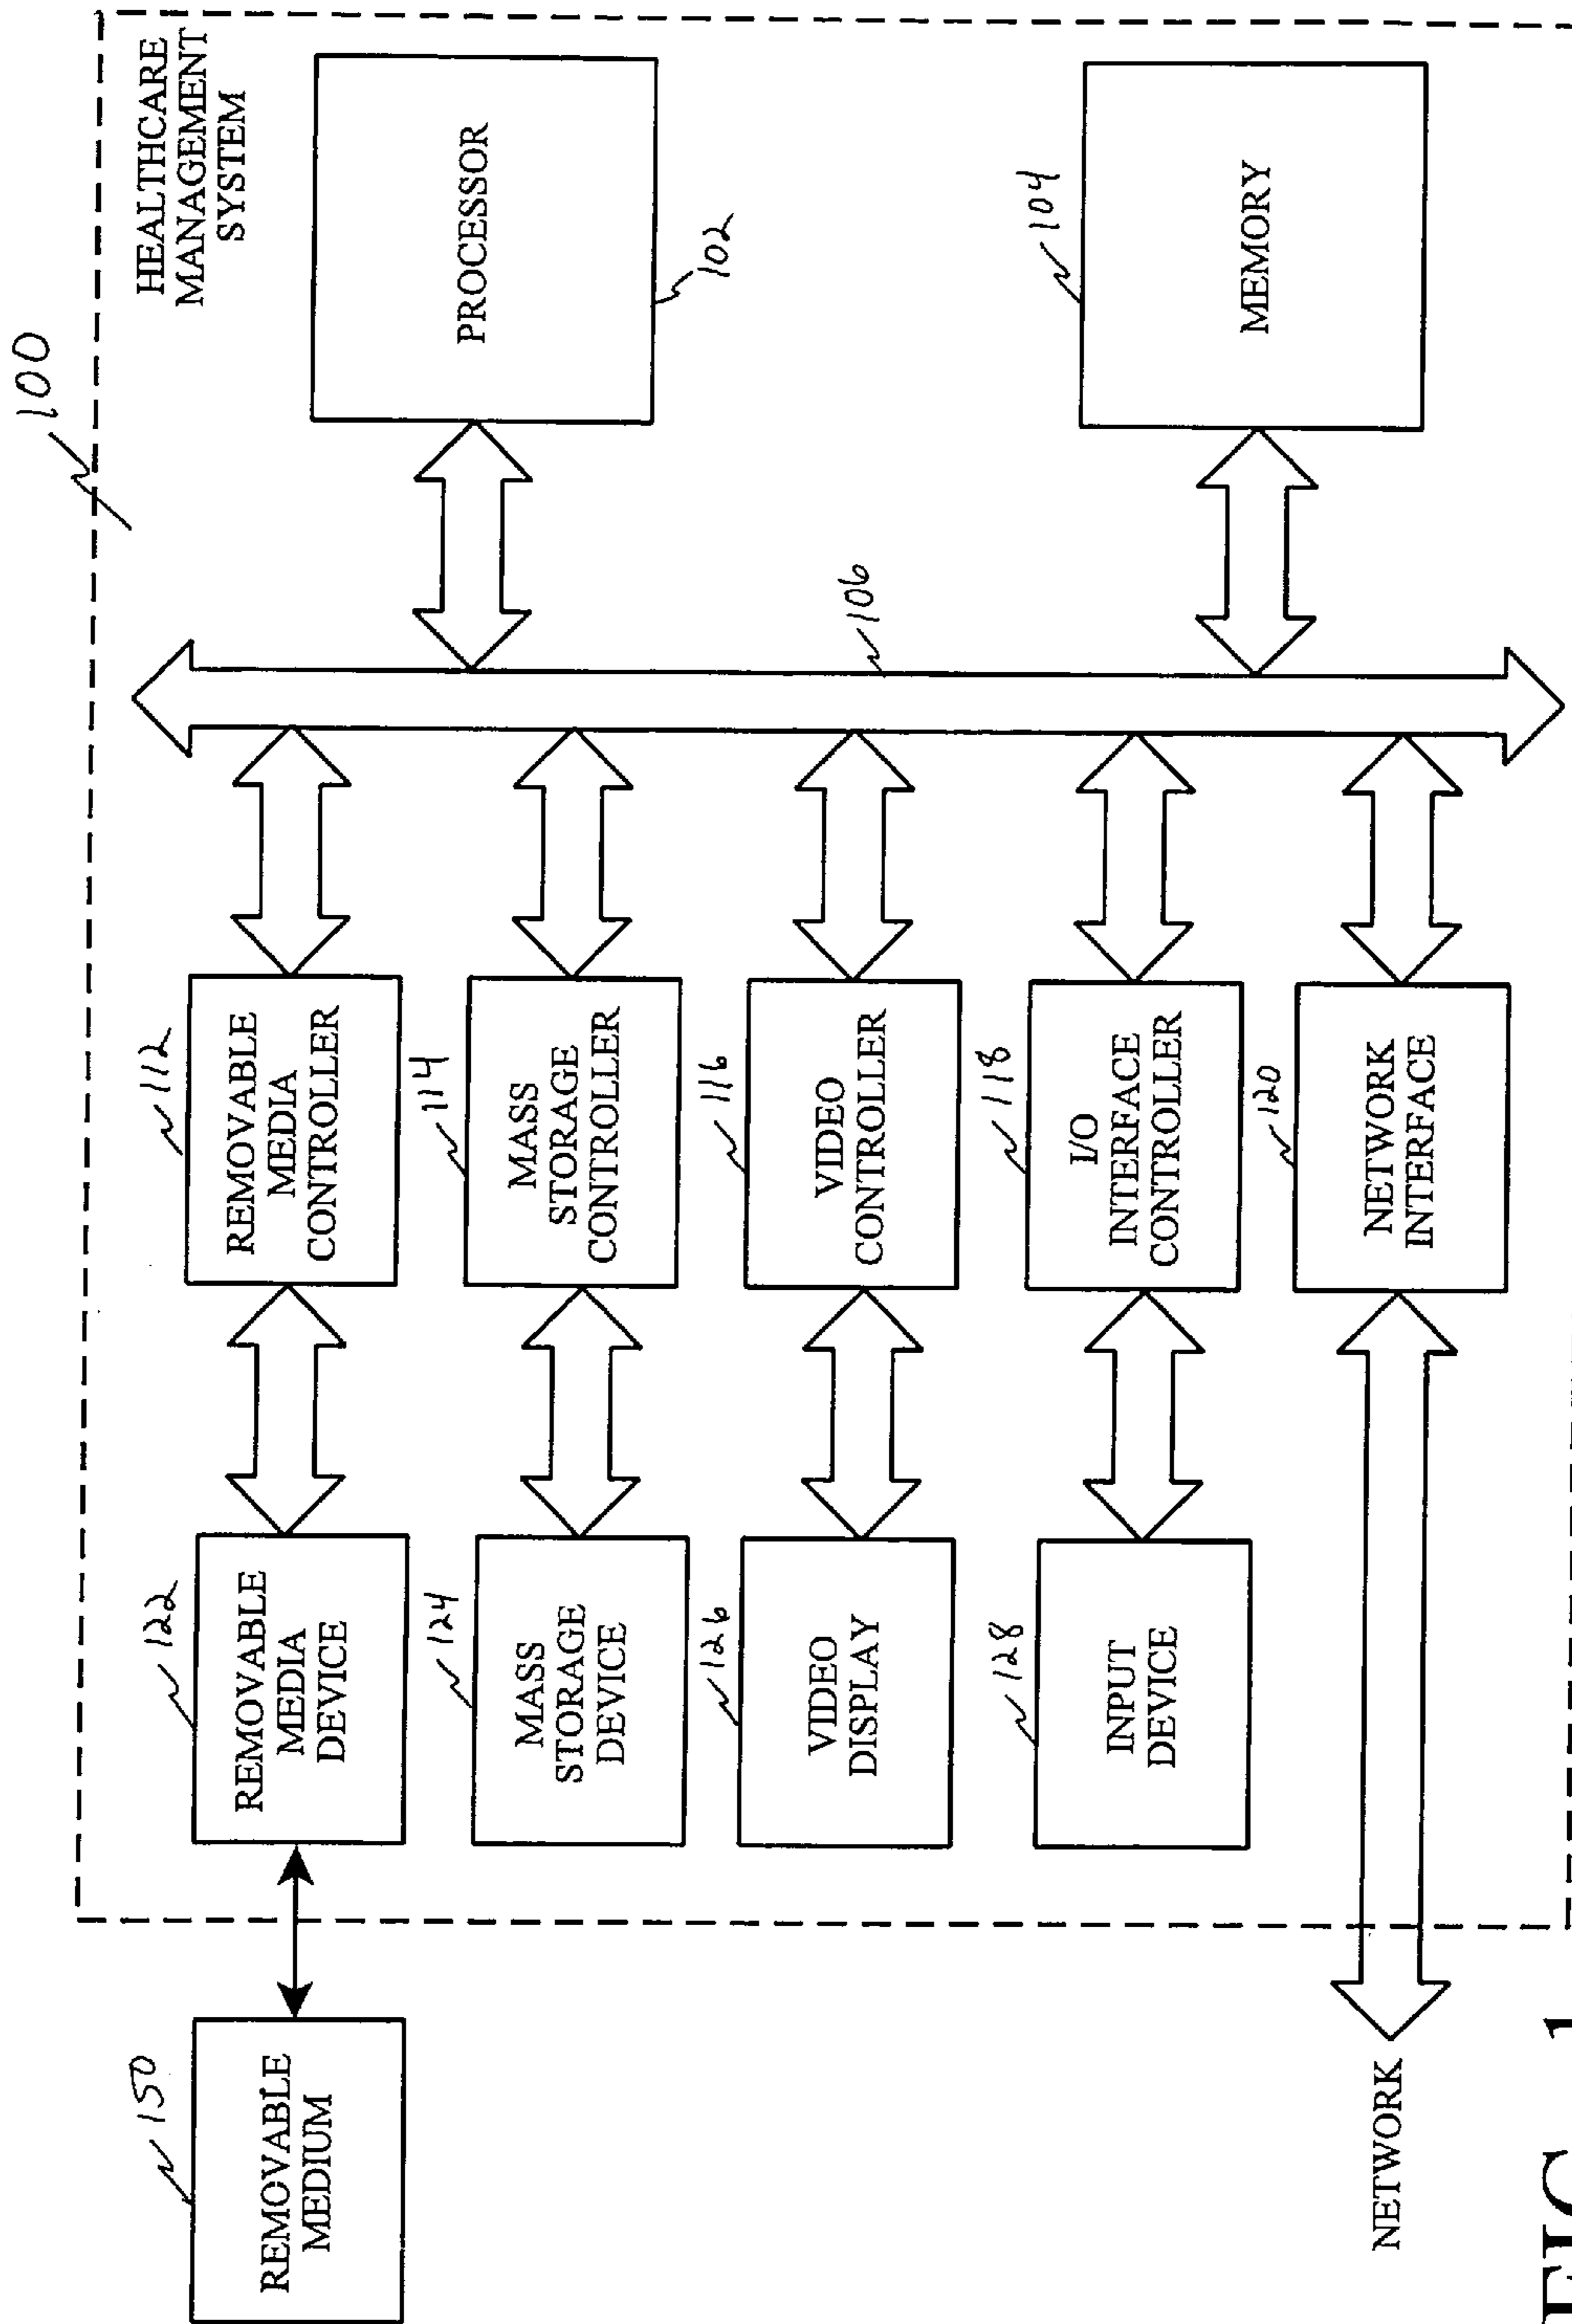 100
HEALTHCARE
MANAGEMENT
SYSTEM
150
REMOVABLE
MEDIUM
122
REMOVABLE
MEDIA
DEVICE
112
REMOVABLE
MEDIA
CONTROLLER
PROCESSOR
102
124
MASS
STORAGE
DEVICE
114
MASS
STORAGE
CONTROLLER
106
126
VIDEO
DISPLAY
116
VIDEO
CONTROLLER
128
INPUT
DEVICE
118
I/O
INTERFACE
CONTROLLER
104
MEMORY
120
NETWORK
INTERFACE
NETWORK
FIG. 1